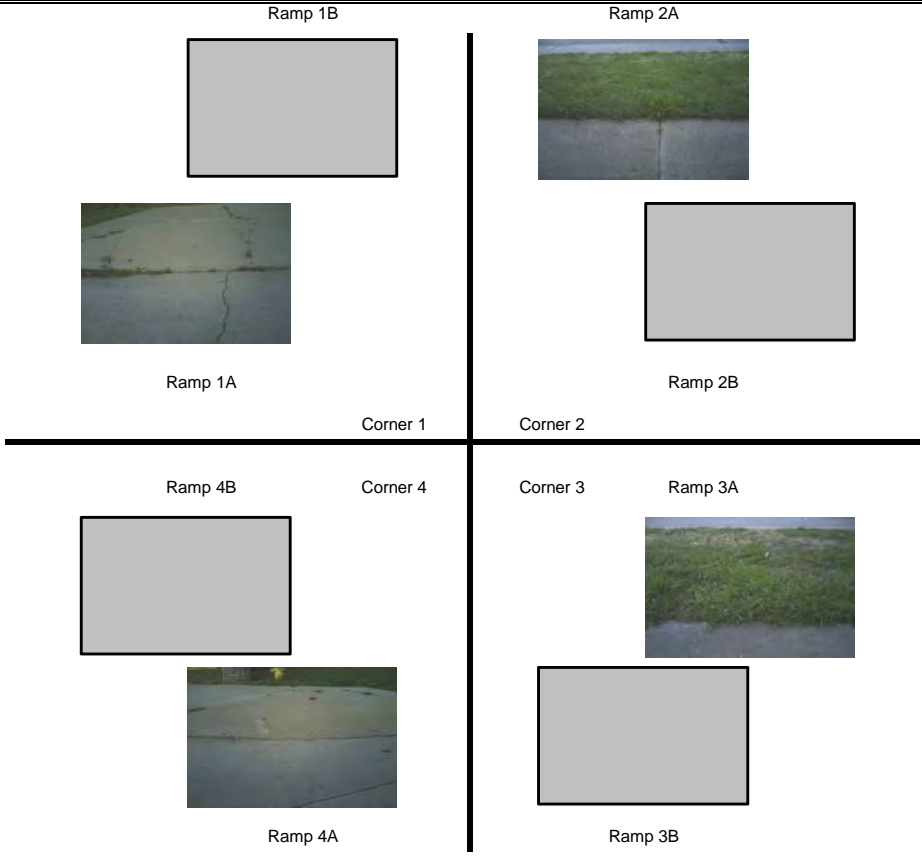 Ramp 1B
Ramp 2A
Ramp 1A
Ramp 2B
Corner 1
Corner 2
Ramp 4B
Corner 4
Corner 3
Ramp 3A
Ramp 4A
Ramp 3B